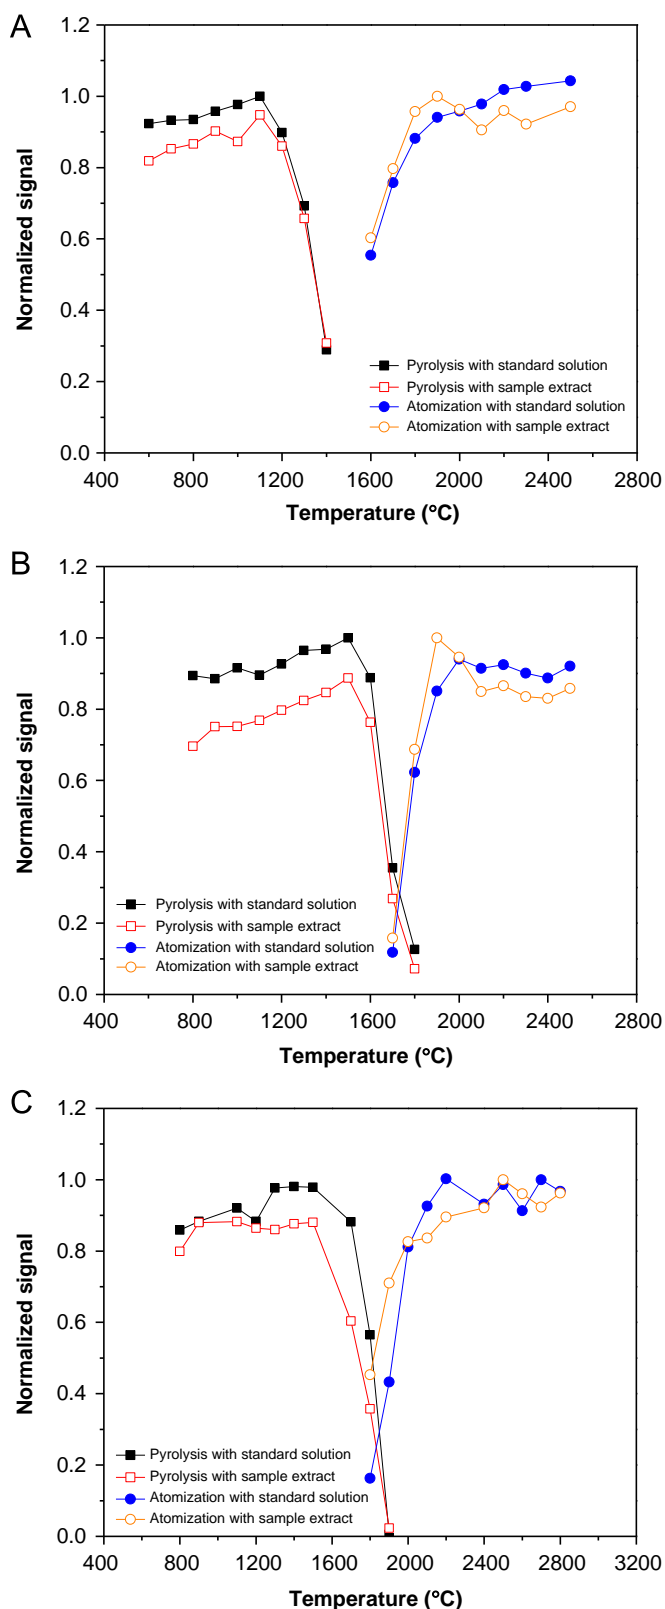 A
1.2
1.0
0.8
0.6
0.4
0.2
0.0
Normalized signal
Pyrolysis with standard solution
Pyrolysis with sample extract
Atomization with standard solution
Atomization with sample extract
400 800 1200 1600 2000 2400 2800
Temperature (°C)
B
1.2
1.0
0.8
0.6
0.4
0.2
0.0
Normalized signal
Pyrolysis with standard solution
Pyrolysis with sample extract
Atomization with standard solution
Atomization with sample extract
400 800 1200 1600 2000 2400 2800
Temperature (°C)
C
1.2
1.0
0.8
0.6
0.4
0.2
0.0
Normalized signal
Pyrolysis with standard solution
Pyrolysis with sample extract
Atomization with standard solution
Atomization with sample extract
400 800 1200 1600 2000 2400 2800 3200
Temperature (°C)